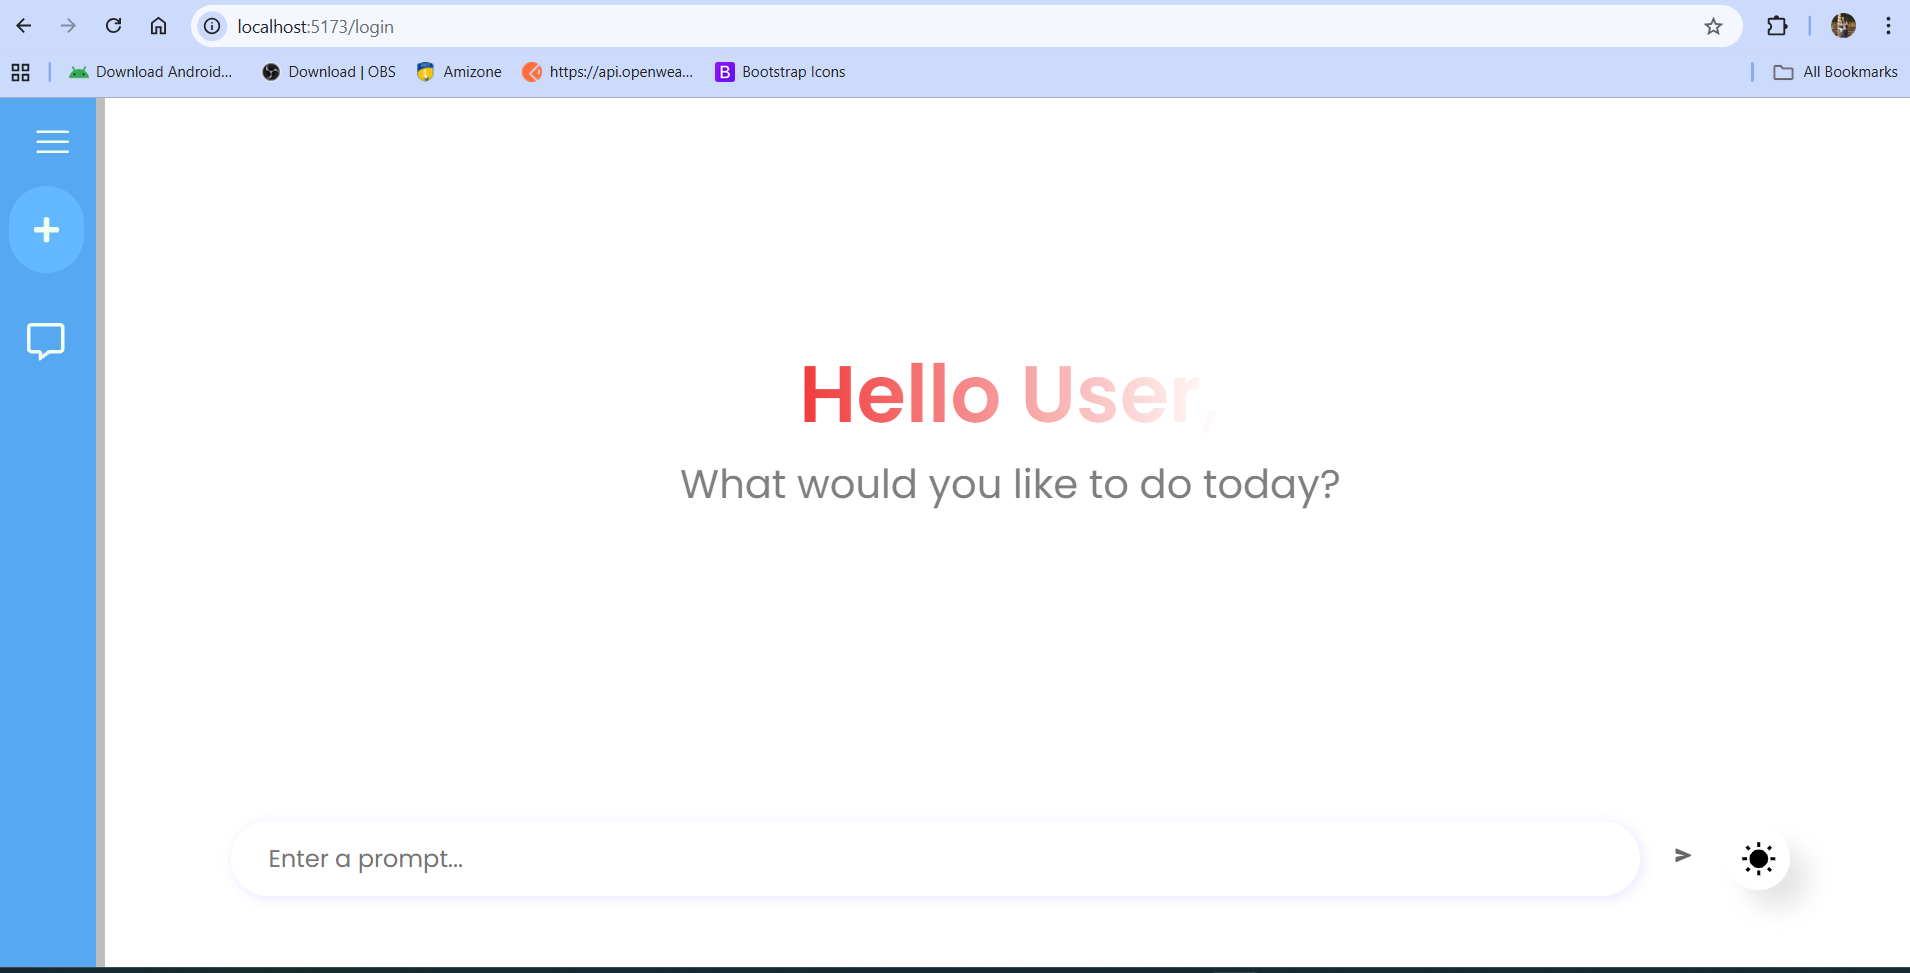 localhost:5173/login
Download Android...
Download | OBS
Amizone
https://api.openwea...
B Bootstrap Icons
All Bookmarks
Hello User,
What would you like to do today?
Enter a prompt...